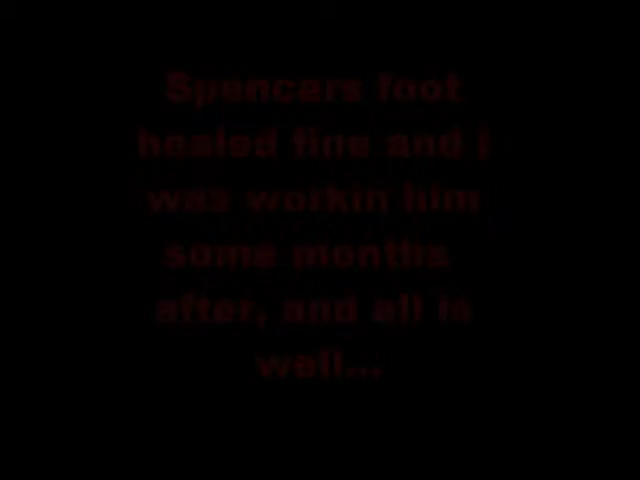 Spencers foot
healed fine and i
was workin him
some months
after, and all is
well...